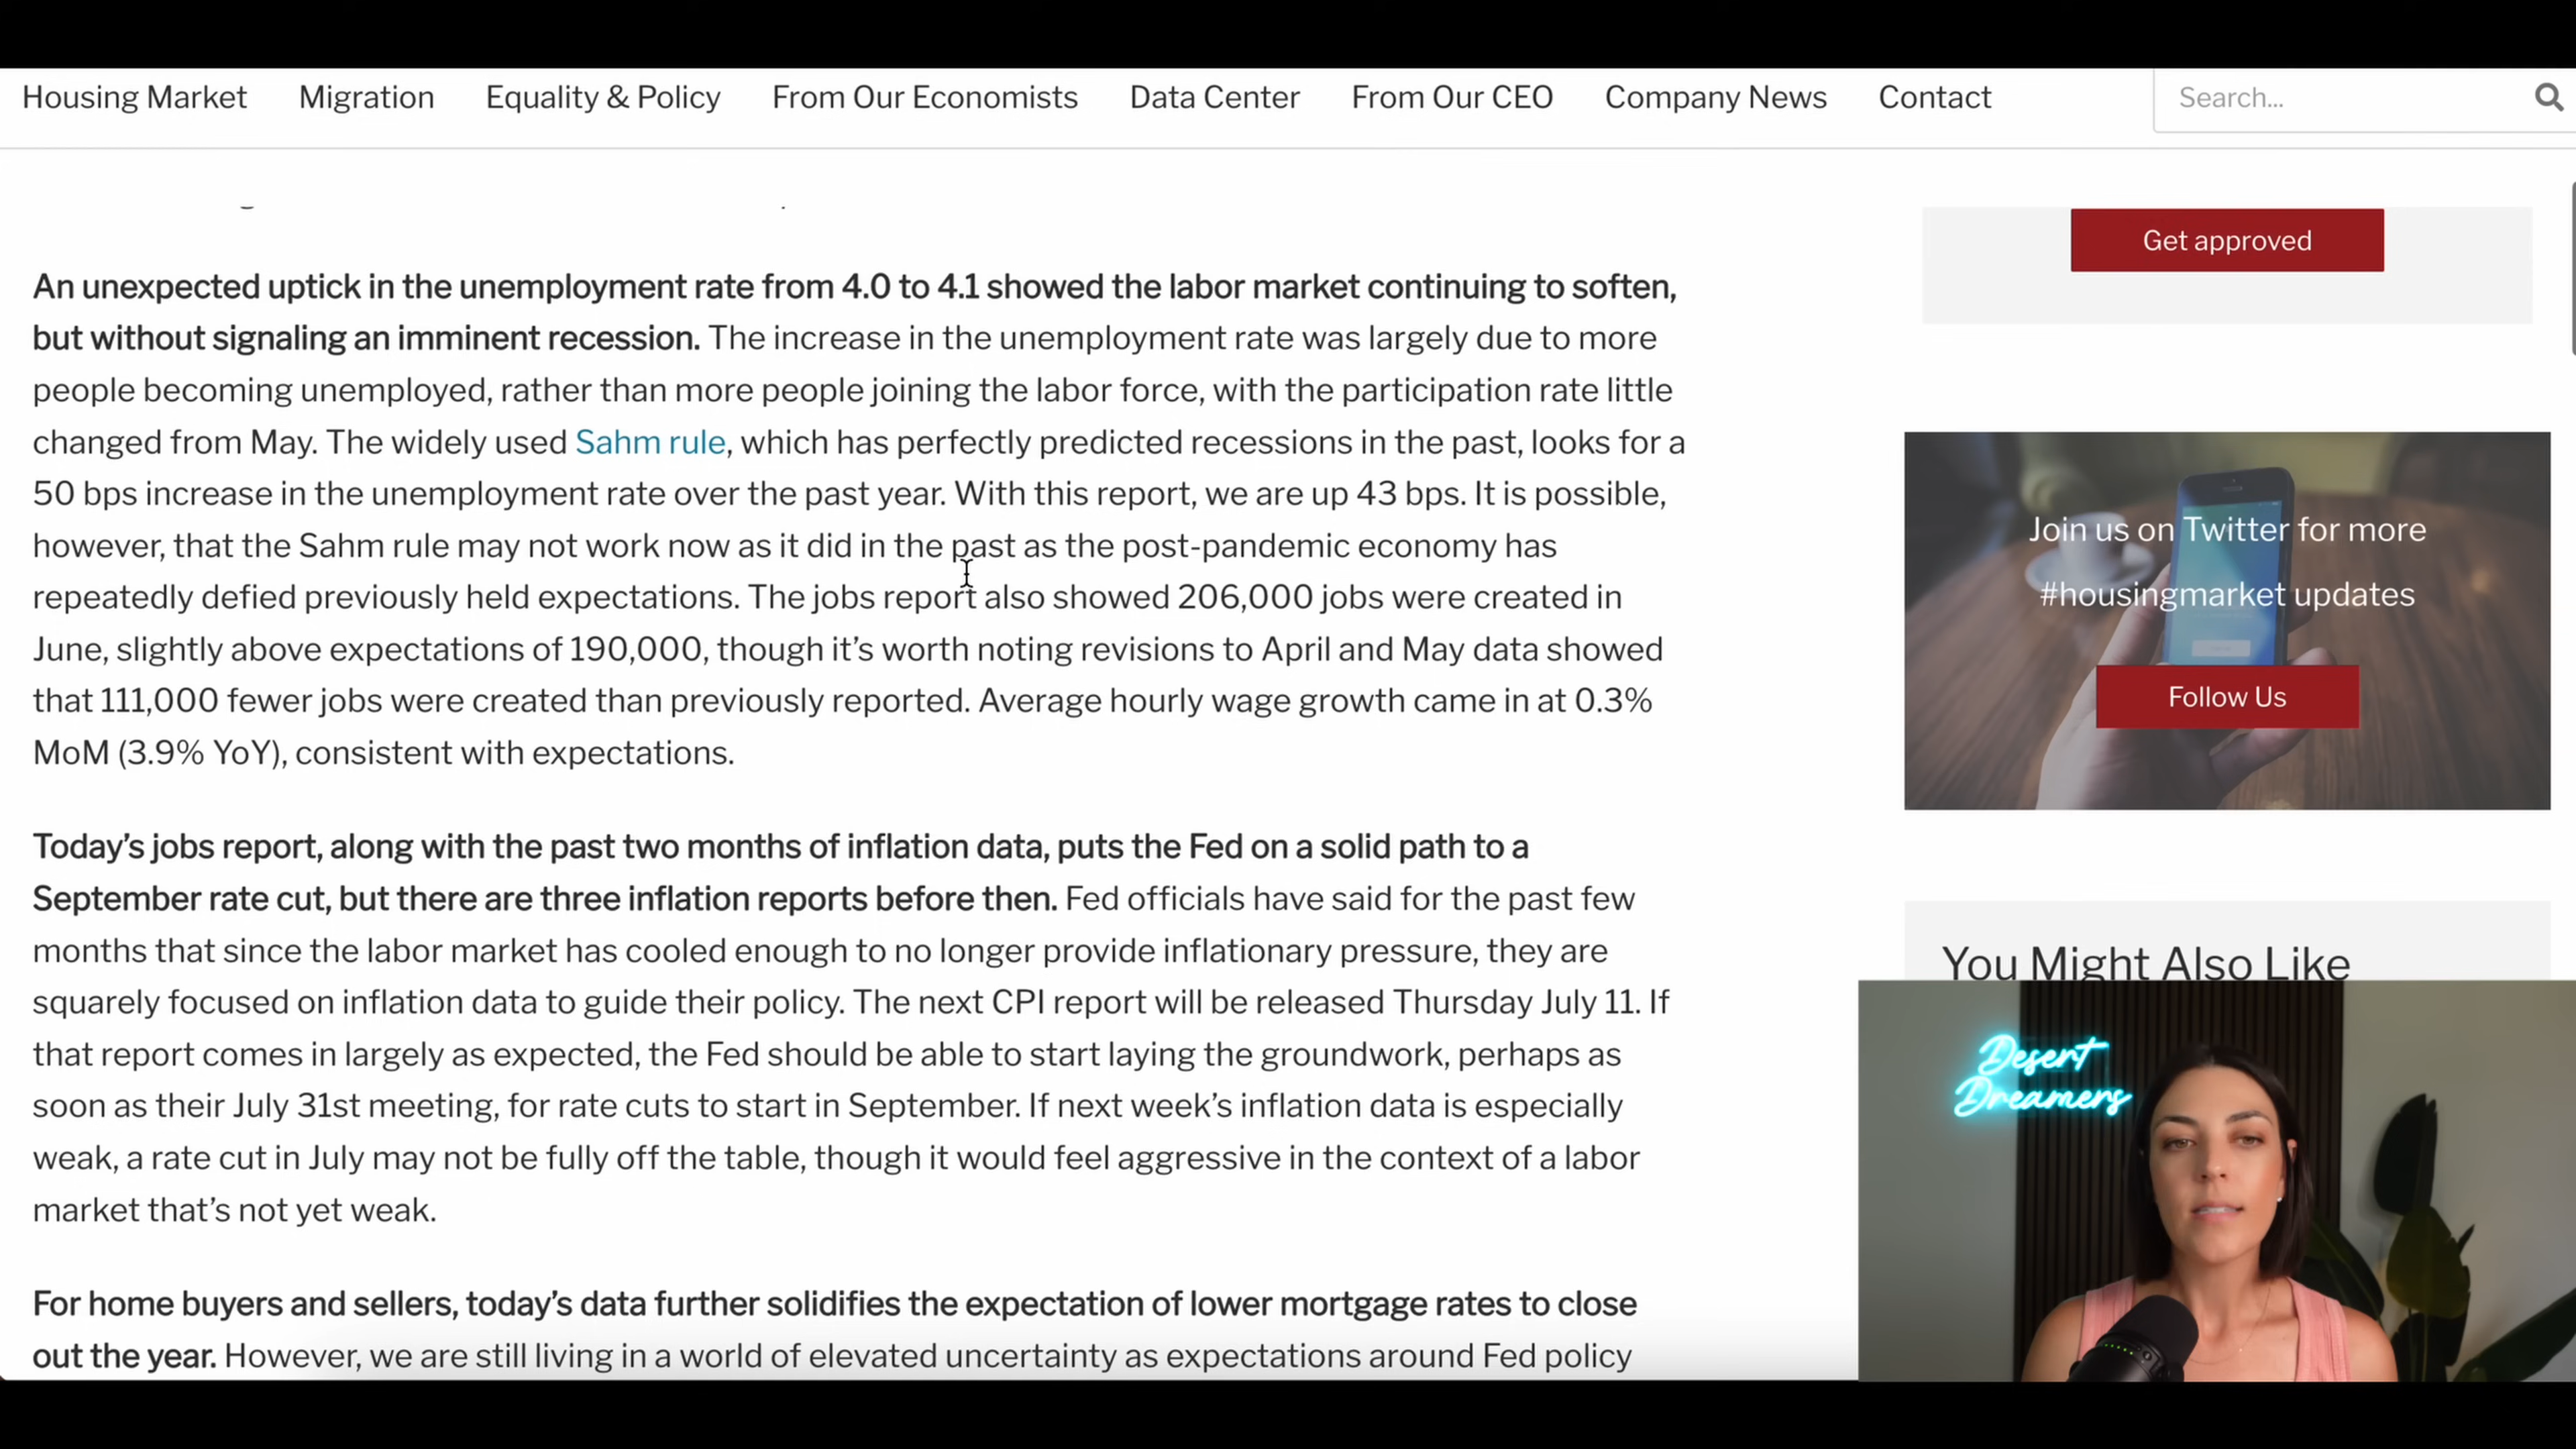 Housing Market Migration Equality & Policy From Our Economists Data Center From Our CEO Company News Contact Search...
An unexpected uptick in the unemployment rate from 4.0 to 4.1 showed the labor market continuing to soften,
but without signaling an imminent recession. The increase in the unemployment rate was largely due to more
people becoming unemployed, rather than more people joining the labor force, with the participation rate little
changed from May. The widely used Sahm rule, which has perfectly predicted recessions in the past, looks for a
50 bps increase in the unemployment rate over the past year. With this report, we are up 43 bps. It is possible,
however, that the Sahm rule may not work now as it did in the past as the post-pandemic economy has
repeatedly defied previously held expectations. The jobs report also showed 206,000 jobs were created in
June, slightly above expectations of 190,000, though it’s worth noting revisions to April and May data showed
that 111,000 fewer jobs were created than previously reported. Average hourly wage growth came in at 0.3%
MoM (3.9% YoY), consistent with expectations.
Today’s jobs report, along with the past two months of inflation data, puts the Fed on a solid path to a
September rate cut, but there are three inflation reports before then. Fed officials have said for the past few
months that since the labor market has cooled enough to no longer provide inflationary pressure, they are
squarely focused on inflation data to guide their policy. The next CPI report will be released Thursday July 11. If
that report comes in largely as expected, the Fed should be able to start laying the groundwork, perhaps as
soon as their July 31st meeting, for rate cuts to start in September. If next week’s inflation data is especially
weak, a rate cut in July may not be fully off the table, though it would feel aggressive in the context of a labor
market that’s not yet weak.
For home buyers and sellers, today’s data further solidifies the expectation of lower mortgage rates to close
out the year. However, we are still living in a world of elevated uncertainty as expectations around Fed policy
Get approved
Join us on Twitter for more
#housingmarket updates
Follow Us
You Might Also Like
Desert
Dreamers